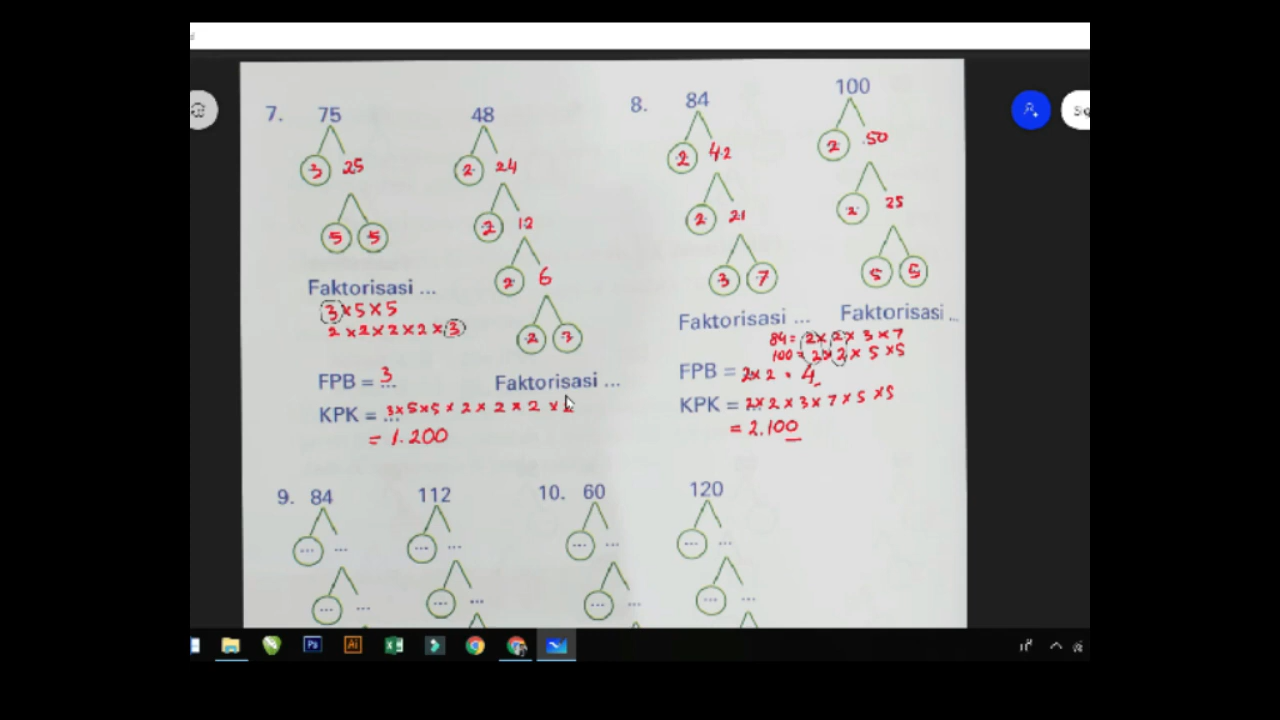 7. 75 48
3 25 2 24
5 5 2 12
2 6
2 3
Faktorisasi ...
3 × 5 × 5
2 × 2 × 2 × 2 × 3
FPB = 3 ...
Faktorisasi ...
KPK = ... 3 × 5 × 5 × 2 × 2 × 2 × 2
= 1.200
8. 84 100
2 42 2 50
2 21 2 25
3 7 5 5
Faktorisasi ... Faktorisasi ...
84 = 2 × 2 × 3 × 7
100 = 2 × 2 × 5 × 5
FPB = 2 × 2 = 4
KPK = 2 × 2 × 3 × 7 × 5 × 5
= 2.100
9. 84 112
... ... ... ...
... ... ... ...
10. 60 120
... ... ... ...
... ... ... ...
Ps Ai